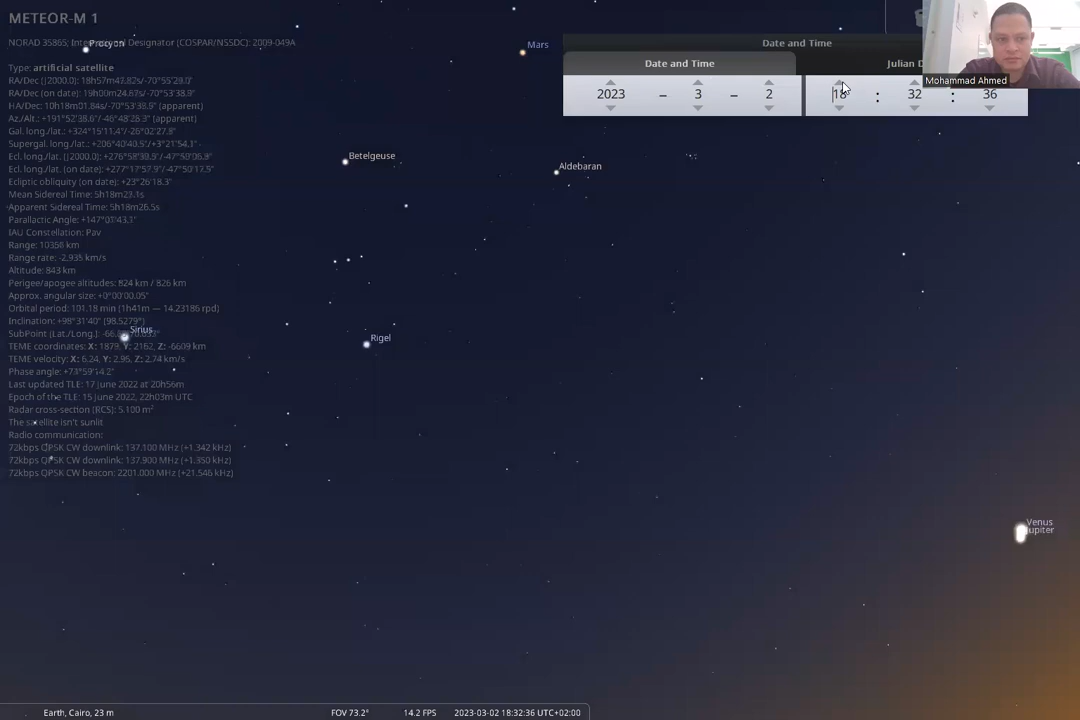 METEOR-M 1
NORAD 35865; International Designator (COSPAR/NSSDC): 2009-049A
Procyon
Type: artificial satellite
RA/Dec (J2000.0): 18h57m47.82s/-70°55'29.0"
RA/Dec (on date): 19h00m24.67s/-70°53'38.9"
HA/Dec: 10h18m01.84s/-70°53'38.9" (apparent)
Az/Alt.: +191°52'38.6"/-46°48'28.3" (apparent)
Gal. long./lat.: +324°15'11.4"/-26°02'27.8"
Supergal. long./lat.: +206°40'40.5"/+3°21'54.1"
Ecl. long./lat. (J2000.0): +276°58'39.5"/-47°50'06.8"
Ecl. long./lat. (on date): +277°17'57.9"/-47°50'17.5"
Ecliptic obliquity (on date): +23°26'18.3"
Mean Sidereal Time: 5h18m27.1s
Apparent Sidereal Time: 5h18m26.5s
Parallactic Angle: +147°01'43.1"
IAU Constellation: Pav
Range: 10356 km
Range rate: -2.935 km/s
Altitude: 843 km
Perigee/apogee altitudes: 824 km / 826 km
Approx. angular size: +0°00'00.05"
Orbital period: 101.18 min (1h41m — 14.23186 rpd)
Inclination: +98°31'40" (98.5279°)
Sirius
SubPoint (Lat./Long.):
TEME coordinates: X: 1879, Y: 2162, Z: -6609 km
TEME velocity: X: 6.24, Y: 2.95, Z: 2.74 km/s
Phase angle: +73°59'14.2"
Last updated TLE: 17 June 2022 at 20h56m
Epoch of the TLE: 15 June 2022, 22h03m UTC
Radar cross-section (RCS): 5.100 m²
The satellite isn't sunlit
Radio communication:
72kbps QPSK CW downlink: 137.100 MHz (+1.342 kHz)
72kbps QPSK CW downlink: 137.900 MHz (+1.350 kHz)
72kbps QPSK CW beacon: 2201.000 MHz (+21.546 kHz)
Mars
Betelgeuse
Aldebaran
Rigel
Venus
Jupiter
Date and Time
Date and Time
Julian D
2023 – 3 – 2 18 : 32 : 36
Mohammad Ahmed
Earth, Cairo, 23 m FOV 73.2° 14.2 FPS 2023-03-02 18:32:36 UTC+02:00